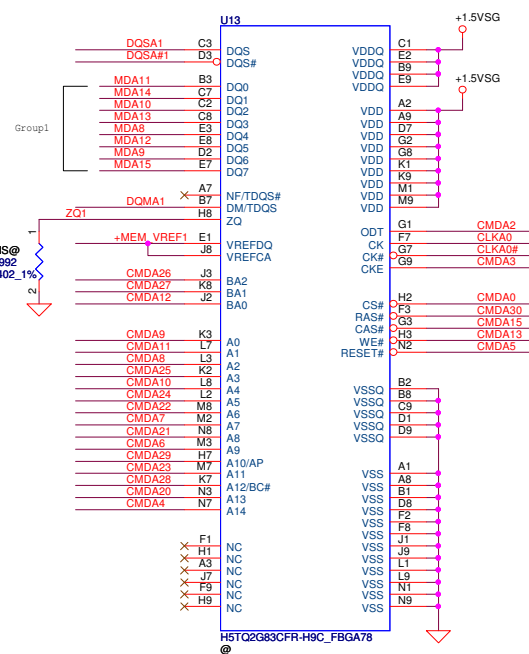 U13
+1.5VSG
DQSA1 C3 DQS VDDQ C1
DQSA#1 D3 DQS# VDDQ E2
VDDQ B9
MDA11 B3 DQ0 VDDQ E9
MDA14 C7 DQ1
+1.5VSG
MDA10 C2 DQ2 VDD A2
MDA13 C8 DQ3 VDD A9
Group1 MDA8 E3 DQ4 VDD D7
MDA12 E8 DQ5 VDD G2
MDA9 D2 DQ6 VDD G8
MDA15 E7 DQ7 VDD K1
VDD K9
A7 NF/TDQS# VDD M1
DQMA1 B7 DM/TDQS VDD M9
ZQ1 H8 ZQ
ODT G1 CMDA2
+MEM_VREF1 E1 VREFDQ CK F7 CLKA0
J8 VREFCA CK# G7 CLKA0#
CKE G9 CMDA3
1
IS@
992
402_1%
2
CMDA26 J3 BA2
CMDA27 K8 BA1
CMDA12 J2 BA0
CS# H2 CMDA0
RAS# F3 CMDA30
CAS# G3 CMDA15
WE# H3 CMDA13
RESET# N2 CMDA5
CMDA9 K3 A0
CMDA11 L7 A1
CMDA8 L3 A2
CMDA25 K2 A3
CMDA10 L8 A4 VSSQ B2
CMDA24 L2 A5 VSSQ B8
CMDA22 M8 A6 VSSQ C9
CMDA7 M2 A7 VSSQ D1
CMDA21 N8 A8 VSSQ D9
CMDA6 M3 A9
CMDA29 H7 A10/AP
CMDA23 M7 A11 VSS A1
CMDA28 K7 A12/BC# VSS A8
CMDA20 N3 A13 VSS B1
CMDA4 N7 A14 VSS D8
VSS F2
VSS F8
F1 NC VSS J1
H1 NC VSS J9
A3 NC VSS L1
J7 NC VSS L9
F9 NC VSS N1
H9 NC VSS N9
H5TQ2G83CFR-H9C_FBGA78
@